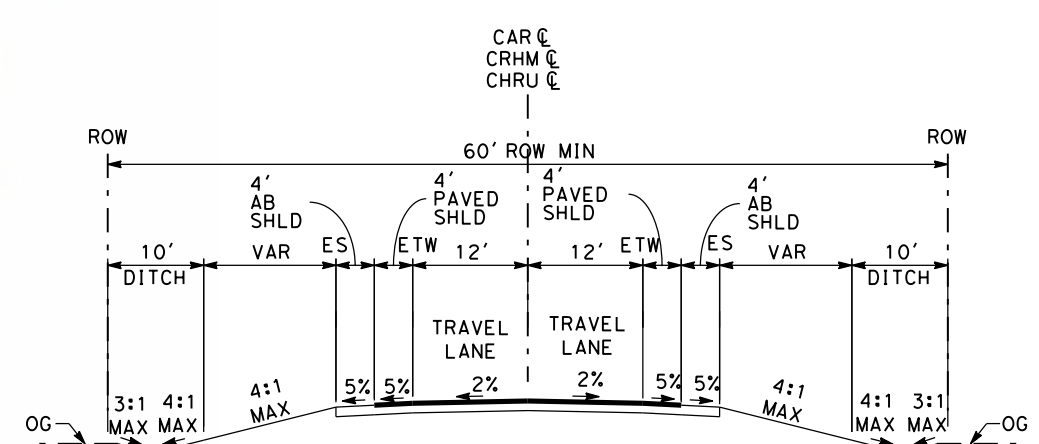 CAR ℄
CRHM ℄
CHRU ℄
ROW
ROW
60' ROW MIN
4'
AB
SHLD
4'
PAVED
SHLD
4'
PAVED
SHLD
4'
AB
SHLD
10'
DITCH
VAR
ES
ETW
12'
12'
ETW
ES
VAR
10'
DITCH
TRAVEL
LANE
TRAVEL
LANE
3:1
MAX
4:1
MAX
4:1
MAX
5%
5%
2%
2%
5%
5%
4:1
MAX
4:1
MAX
3:1
MAX
OG
OG